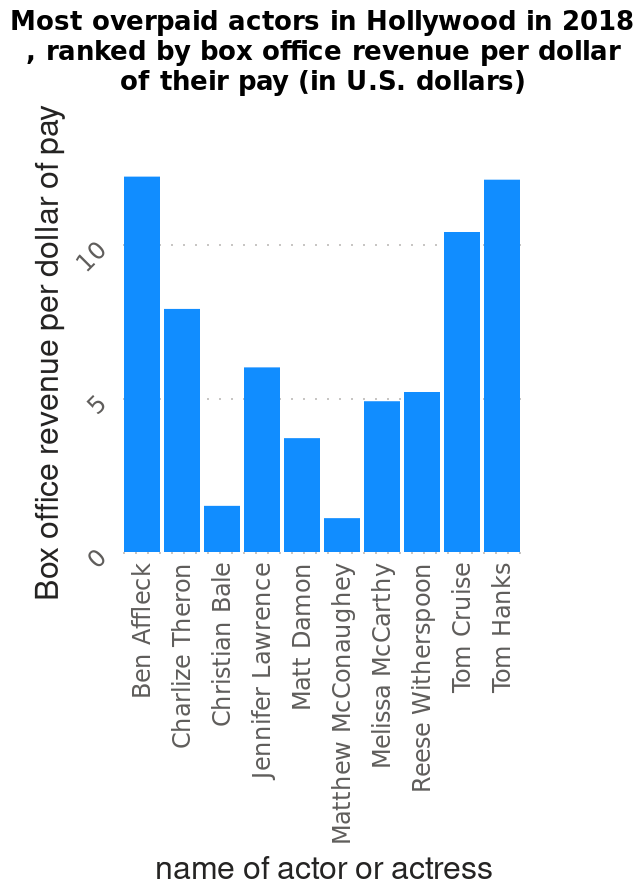 Most overpaid actors in Hollywood in 2018
, ranked by box office revenue per dollar
of their pay (in U.S. dollars)
Box office revenue per dollar of pay
10
5
0
Ben Affleck
Charlize Theron
Christian Bale
Jennifer Lawrence
Matt Damon
Matthew McConaughey
Melissa McCarthy
Reese Witherspoon
Tom Cruise
Tom Hanks
name of actor or actress